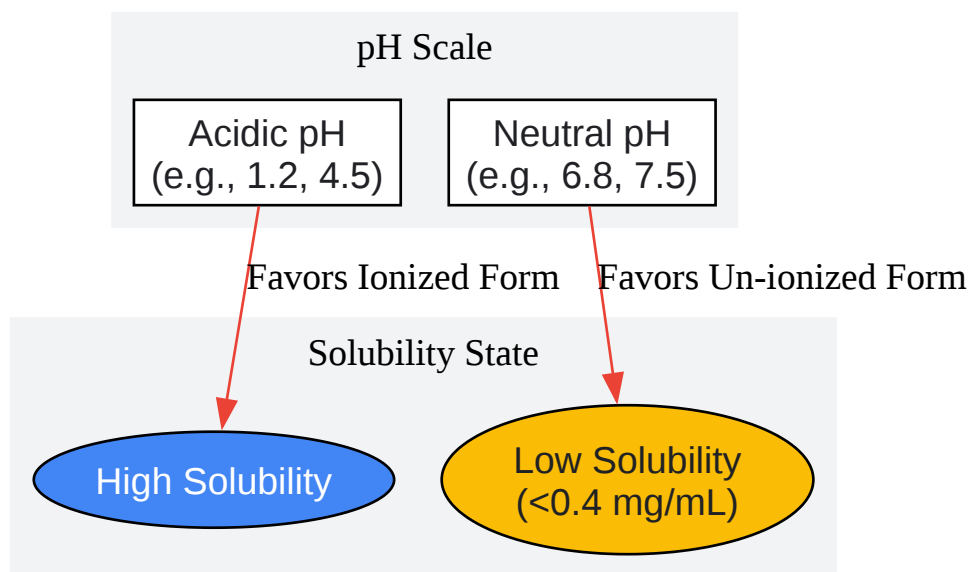 pH Scale
Acidic pH
(e.g., 1.2, 4.5)
Neutral pH
(e.g., 6.8, 7.5)
Favors Ionized Form
Favors Un-ionized Form
Solubility State
High Solubility
Low Solubility
(<0.4 mg/mL)